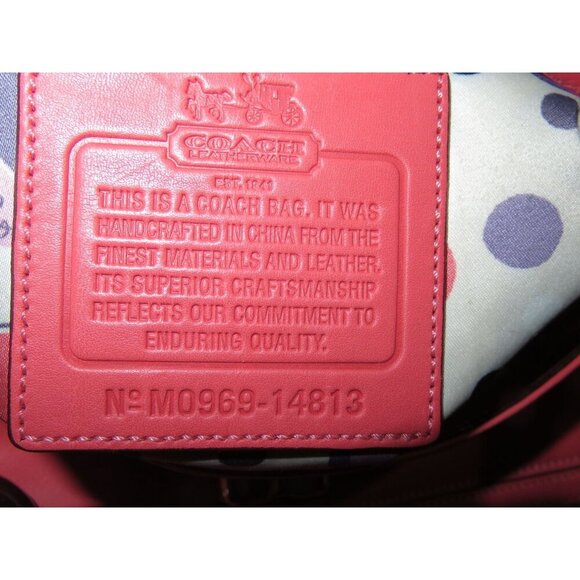 COACH
LEATHERWARE
EST. 1941
THIS IS A COACH BAG. IT WAS
HANDCRAFTED IN CHINA FROM THE
FINEST MATERIALS AND LEATHER.
ITS SUPERIOR CRAFTSMANSHIP
REFLECTS OUR COMMITMENT TO
ENDURING QUALITY.
Nº M0969-14813